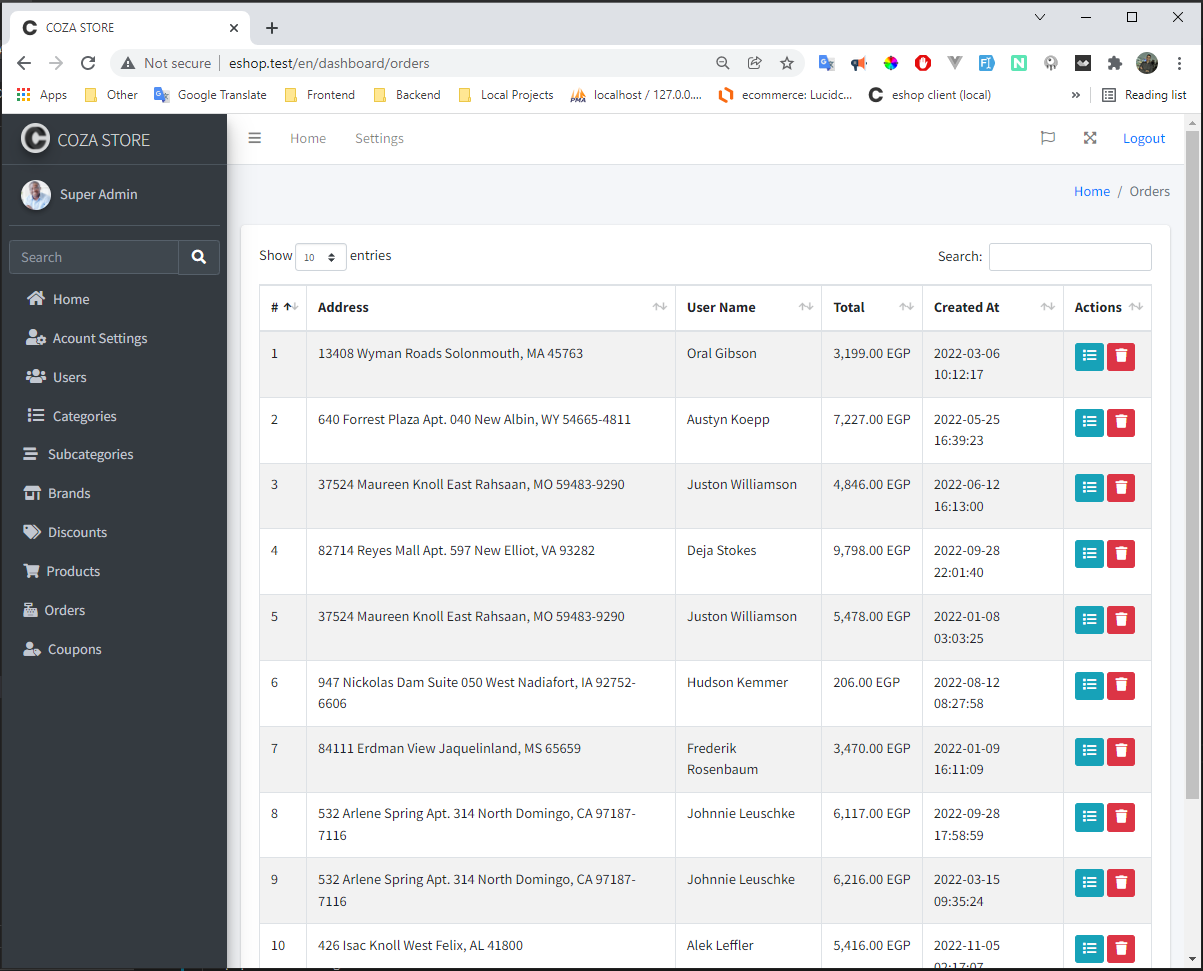 COZA STORE
Not secure eshop.test/en/dashboard/orders
Apps Other Google Translate Frontend Backend Local Projects localhost / 127.0.0.... ecommerce: Lucidc... eshop client (local) » Reading list
COZA STORE
Home Settings Logout
Super Admin
Home / Orders
Search
Home
Acount Settings
Users
Categories
Subcategories
Brands
Discounts
Products
Orders
Coupons
Show 10 entries Search:
# Address User Name Total Created At Actions
1 13408 Wyman Roads Solonmouth, MA 45763 Oral Gibson 3,199.00 EGP 2022-03-06
10:12:17
2 640 Forrest Plaza Apt. 040 New Albin, WY 54665-4811 Austyn Koepp 7,227.00 EGP 2022-05-25
16:39:23
3 37524 Maureen Knoll East Rahsaan, MO 59483-9290 Juston Williamson 4,846.00 EGP 2022-06-12
16:13:00
4 82714 Reyes Mall Apt. 597 New Elliot, VA 93282 Deja Stokes 9,798.00 EGP 2022-09-28
22:01:40
5 37524 Maureen Knoll East Rahsaan, MO 59483-9290 Juston Williamson 5,478.00 EGP 2022-01-08
03:03:25
6 947 Nickolas Dam Suite 050 West Nadiafort, IA 92752- Hudson Kemmer 206.00 EGP 2022-08-12
6606 08:27:58
7 84111 Erdman View Jaquelinland, MS 65659 Frederik 3,470.00 EGP 2022-01-09
Rosenbaum 16:11:09
8 532 Arlene Spring Apt. 314 North Domingo, CA 97187- Johnnie Leuschke 6,117.00 EGP 2022-09-28
7116 17:58:59
9 532 Arlene Spring Apt. 314 North Domingo, CA 97187- Johnnie Leuschke 6,216.00 EGP 2022-03-15
7116 09:35:24
10 426 Isac Knoll West Felix, AL 41800 Alek Leffler 5,416.00 EGP 2022-11-05
02:17:07